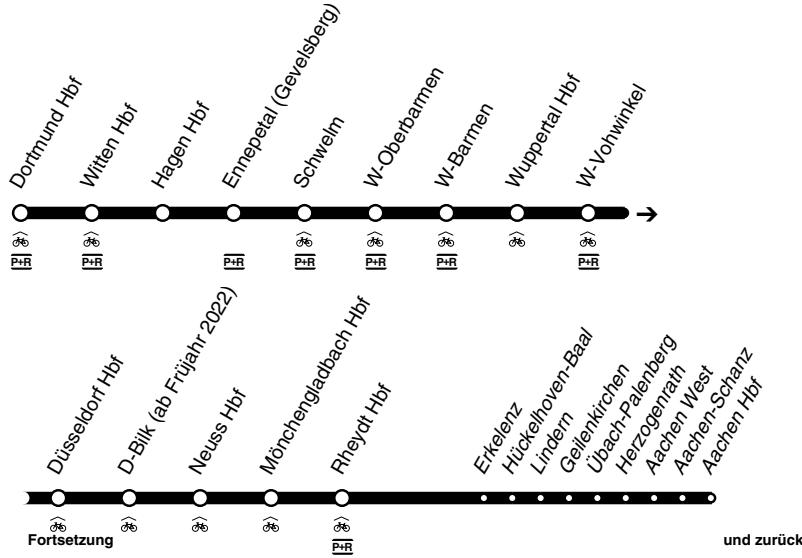 Dortmund Hbf
Witten Hbf
Hagen Hbf
Ennepetal (Gevelsberg)
Schwelm
W-Oberbarmen
W-Barmen
Wuppertal Hbf
W-Vohwinkel
P+R
P+R
P+R
P+R
P+R
P+R
P+R
Düsseldorf Hbf
D-Bilk (ab Früjahr 2022)
Neuss Hbf
Mönchengladbach Hbf
Rheydt Hbf
Erkelenz
Hückelhoven-Baal
Lindern
Geilenkirchen
Übach-Palenberg
Herzogenrath
Aachen West
Aachen-Schanz
Aachen Hbf
Fortsetzung
P+R
und zurück